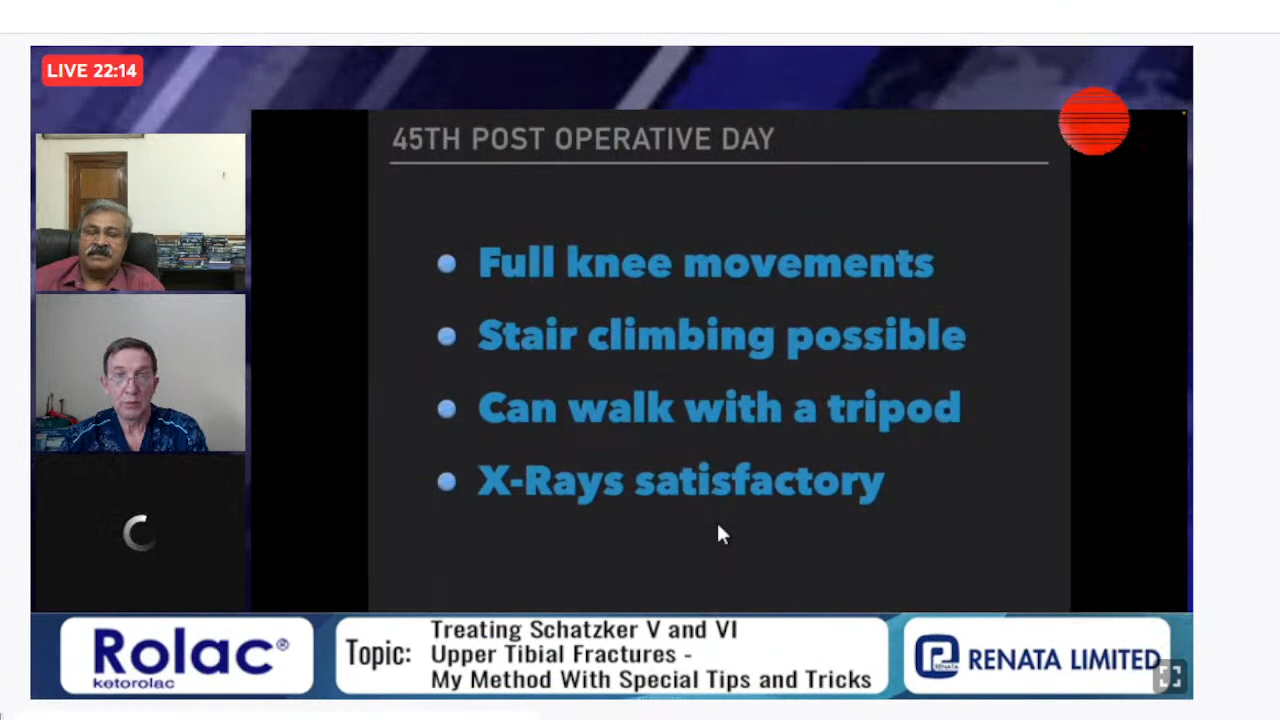 LIVE 22:14
45TH POST OPERATIVE DAY
Full knee movements
Stair climbing possible
Can walk with a tripod
X-Rays satisfactory
Rolac®
ketorolac
Topic:
Treating Schatzker V and VI
Upper Tibial Fractures -
My Method With Special Tips and Tricks
RENATA
RENATA LIMITED